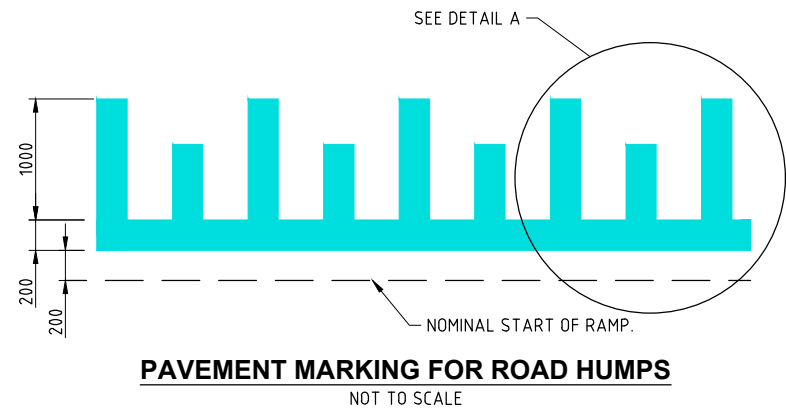 SEE DETAIL A
1000
200
200
NOMINAL START OF RAMP.
PAVEMENT MARKING FOR ROAD HUMPS
NOT TO SCALE